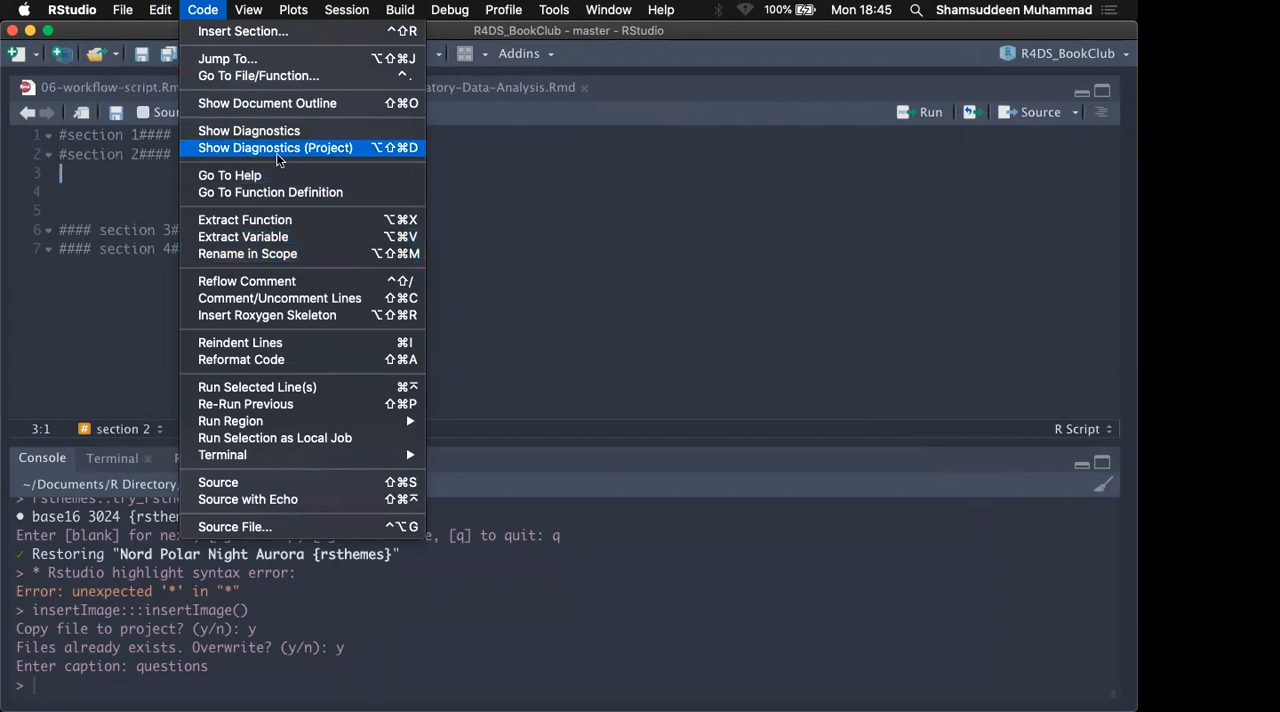 RStudio File Edit Code View Plots Session Build Debug Profile Tools Window Help 100% Mon 18:45 Shamsuddeen Muhammad
R4DS_BookClub - master - RStudio
Addins R4DS_BookClub
06-workflow-script.Rm atory-Data-Analysis.Rmd
Sour Run Source
1 #section 1####
2 #section 2####
3
4
5
6 #### section 3#
7 #### section 4#
Insert Section... ⌃⇧R
Jump To... ⌥⇧⌘J
Go To File/Function... ⌃.
Show Document Outline ⇧⌘O
Show Diagnostics
Show Diagnostics (Project) ⌥⇧⌘D
Go To Help
Go To Function Definition
Extract Function ⌥⌘X
Extract Variable ⌥⌘V
Rename in Scope ⌥⇧⌘M
Reflow Comment ⌃⇧/
Comment/Uncomment Lines ⇧⌘C
Insert Roxygen Skeleton ⌥⇧⌘R
Reindent Lines ⌘I
Reformat Code ⇧⌘A
Run Selected Line(s) ⌘⌤
Re-Run Previous ⇧⌘P
Run Region
Run Selection as Local Job
Terminal
Source ⇧⌘S
Source with Echo ⇧⌘⌤
Source File... ⌃⌥G
3:1 section 2 R Script
Console Terminal
~/Documents/R Directory
● base16 3024 {rsthem
Enter [blank] for ne e, [q] to quit: q
✓ Restoring "Nord Polar Night Aurora {rsthemes}"
> * Rstudio highlight syntax error:
Error: unexpected '*' in "*"
> insertImage:::insertImage()
Copy file to project? (y/n): y
Files already exists. Overwrite? (y/n): y
Enter caption: questions
>